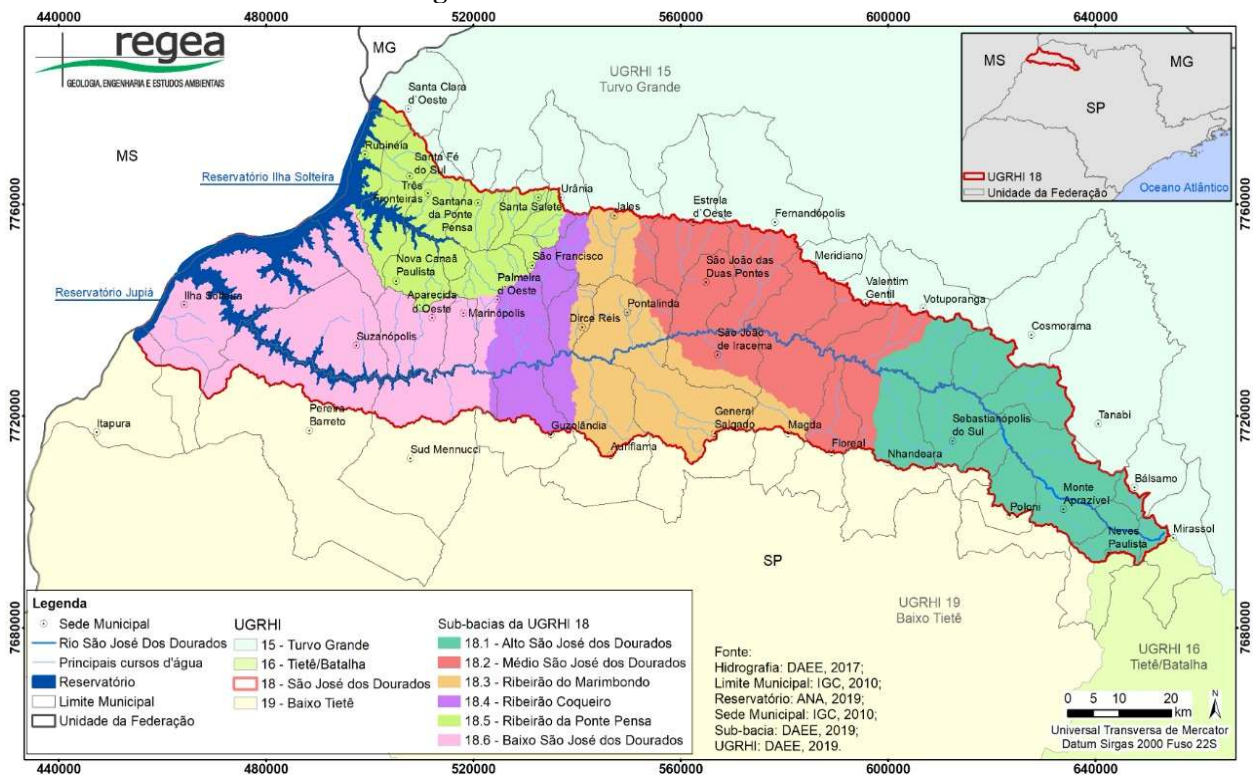 440000
480000
520000
560000
600000
640000
regea
GEOLOGIA, ENGENHARIA E ESTUDOS AMBIENTAIS
MG
MS
UGRHI 15
Turvo Grande
MS
MG
SP
UGRHI 18
Unidade da Federação
Oceano Atlântico
Reservatório Ilha Solteira
Reservatório Jupiá
7760000
7720000
7680000
7760000
7720000
7680000
Santa Clara
d'Oeste
Rubinéia
Santa Fé
do Sul
Três
Fronteiras
Santana
da Ponte
Pensa
Santa Salete
Urânia
Jales
Estrela
d'Oeste
Fernandópolis
Meridiano
Valentim
Gentil
Votuporanga
Cosmorama
São Francisco
São João das
Duas Pontes
Nova Canaã
Paulista
Palmeira
d'Oeste
Aparecida
d'Oeste
Marinópolis
Ilha Solteira
Suzanópolis
Dirce Reis
Pontalinda
São João
de Iracema
Itapura
Pereira
Barreto
Sud Mennucci
Guzolândia
Auriflama
General
Salgado
Magda
Floreal
Nhandeara
Sebastianópolis
do Sul
Tanabi
Bálsamo
Monte
Aprazível
Poloni
Neves
Paulista
Mirassol
SP
UGRHI 19
Baixo Tietê
UGRHI 16
Tietê/Batalha
Legenda
Sede Municipal
Rio São José Dos Dourados
Principais cursos d'água
Reservatório
Limite Municipal
Unidade da Federação
UGRHI
15 - Turvo Grande
16 - Tietê/Batalha
18 - São José dos Dourados
19 - Baixo Tietê
Sub-bacias da UGRHI 18
18.1 - Alto São José dos Dourados
18.2 - Médio São José dos Dourados
18.3 - Ribeirão do Marimbondo
18.4 - Ribeirão Coqueiro
18.5 - Ribeirão da Ponte Pensa
18.6 - Baixo São José dos Dourados
Fonte:
Hidrografia: DAEE, 2017;
Limite Municipal: IGC, 2010;
Reservatório: ANA, 2019;
Sede Municipal: IGC, 2010;
Sub-bacia: DAEE, 2019;
UGRHI: DAEE, 2019.
0 5 10 20
km
N
Universal Transversa de Mercator
Datum Sirgas 2000 Fuso 22S
440000
480000
520000
560000
600000
640000